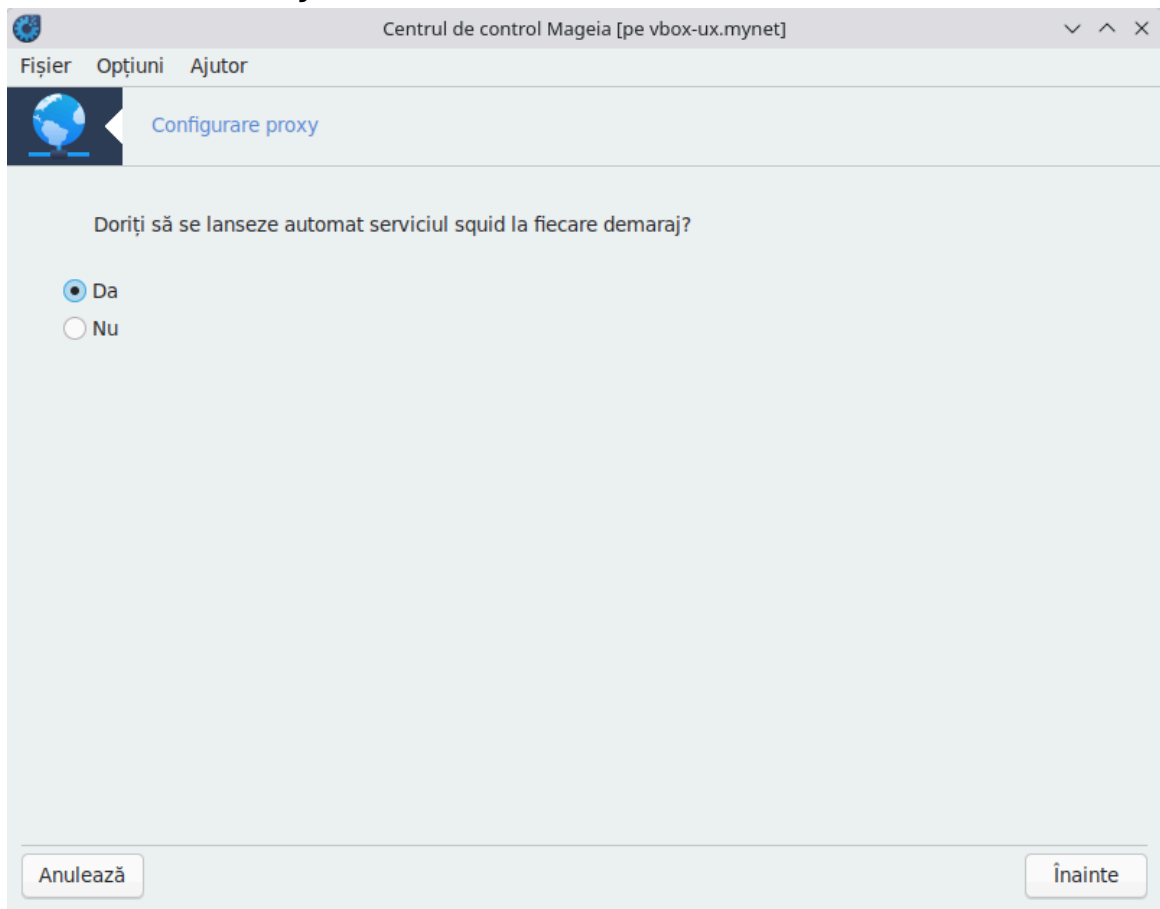 Centrul de control Mageia [pe vbox-ux.mynet]
Fișier Opțiuni Ajutor
Configurare proxy
Doriți să se lanseze automat serviciul squid la fiecare demaraj?
Da
Nu
Anulează Înainte